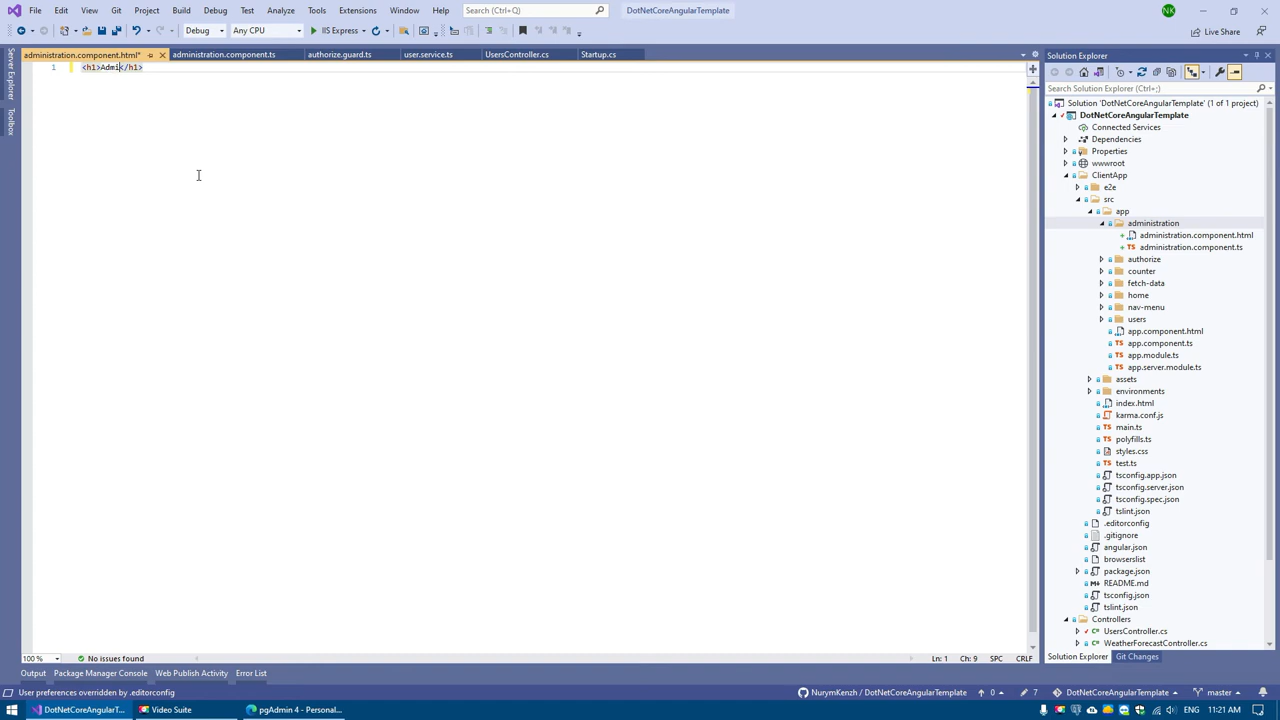 File Edit View Git Project Build Debug Test Analyze Tools Extensions Window Help Search (Ctrl+Q) DotNetCoreAngularTemplate NK
Debug Any CPU IIS Express Live Share
administration.component.html* administration.component.ts authorize.guard.ts user.service.ts UsersController.cs Startup.cs
Server Explorer
Toolbox
1 <h1>Admi</h1>
Solution Explorer
Search Solution Explorer (Ctrl+;)
Solution 'DotNetCoreAngularTemplate' (1 of 1 project)
DotNetCoreAngularTemplate
Connected Services
Dependencies
Properties
wwwroot
ClientApp
e2e
src
app
administration
administration.component.html
administration.component.ts
authorize
counter
fetch-data
home
nav-menu
users
app.component.html
app.component.ts
app.module.ts
app.server.module.ts
assets
environments
index.html
karma.conf.js
main.ts
polyfills.ts
styles.css
test.ts
tsconfig.app.json
tsconfig.server.json
tsconfig.spec.json
tslint.json
.editorconfig
.gitignore
angular.json
browserslist
package.json
README.md
tsconfig.json
tslint.json
Controllers
UsersController.cs
WeatherForecastController.cs
100 % No issues found Ln: 1 Ch: 9 SPC CRLF
Solution Explorer Git Changes
Output Package Manager Console Web Publish Activity Error List
User preferences overridden by .editorconfig NurymKenzh / DotNetCoreAngularTemplate 0 7 DotNetCoreAngularTemplate master
DotNetCoreAngularT... Video Suite pgAdmin 4 - Personal... ENG 11:21 AM